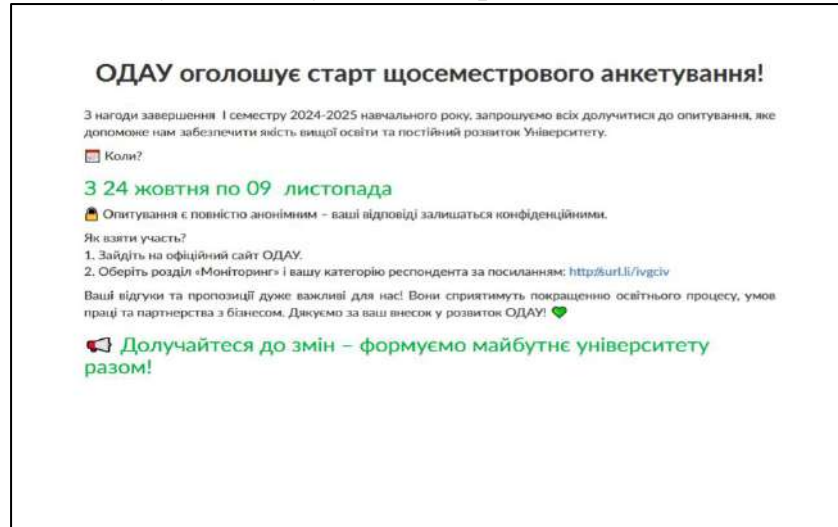 ОДАУ оголошує старт щосеместрового анкетування!
З нагоди завершення I семестру 2024-2025 навчального року, запрошуємо всіх долучитися до опитування, яке
допоможе нам забезпечити якість вищої освіти та постійний розвиток Університету.
📅 Коли?
З 24 жовтня по 09 листопада
🔒 Опитування є повністю анонімним – ваші відповіді залишаться конфіденційними.
Як взяти участь?
1. Зайдіть на офіційний сайт ОДАУ.
2. Оберіть розділ «Моніторинг» і вашу категорію респондента за посиланням: http://surl.li/ivgciv
Ваші відгуки та пропозиції дуже важливі для нас! Вони сприятимуть покращенню освітнього процесу, умов
праці та партнерства з бізнесом. Дякуємо за ваш внесок у розвиток ОДАУ! 💚
📢 Долучайтеся до змін – формуємо майбутнє університету
разом!